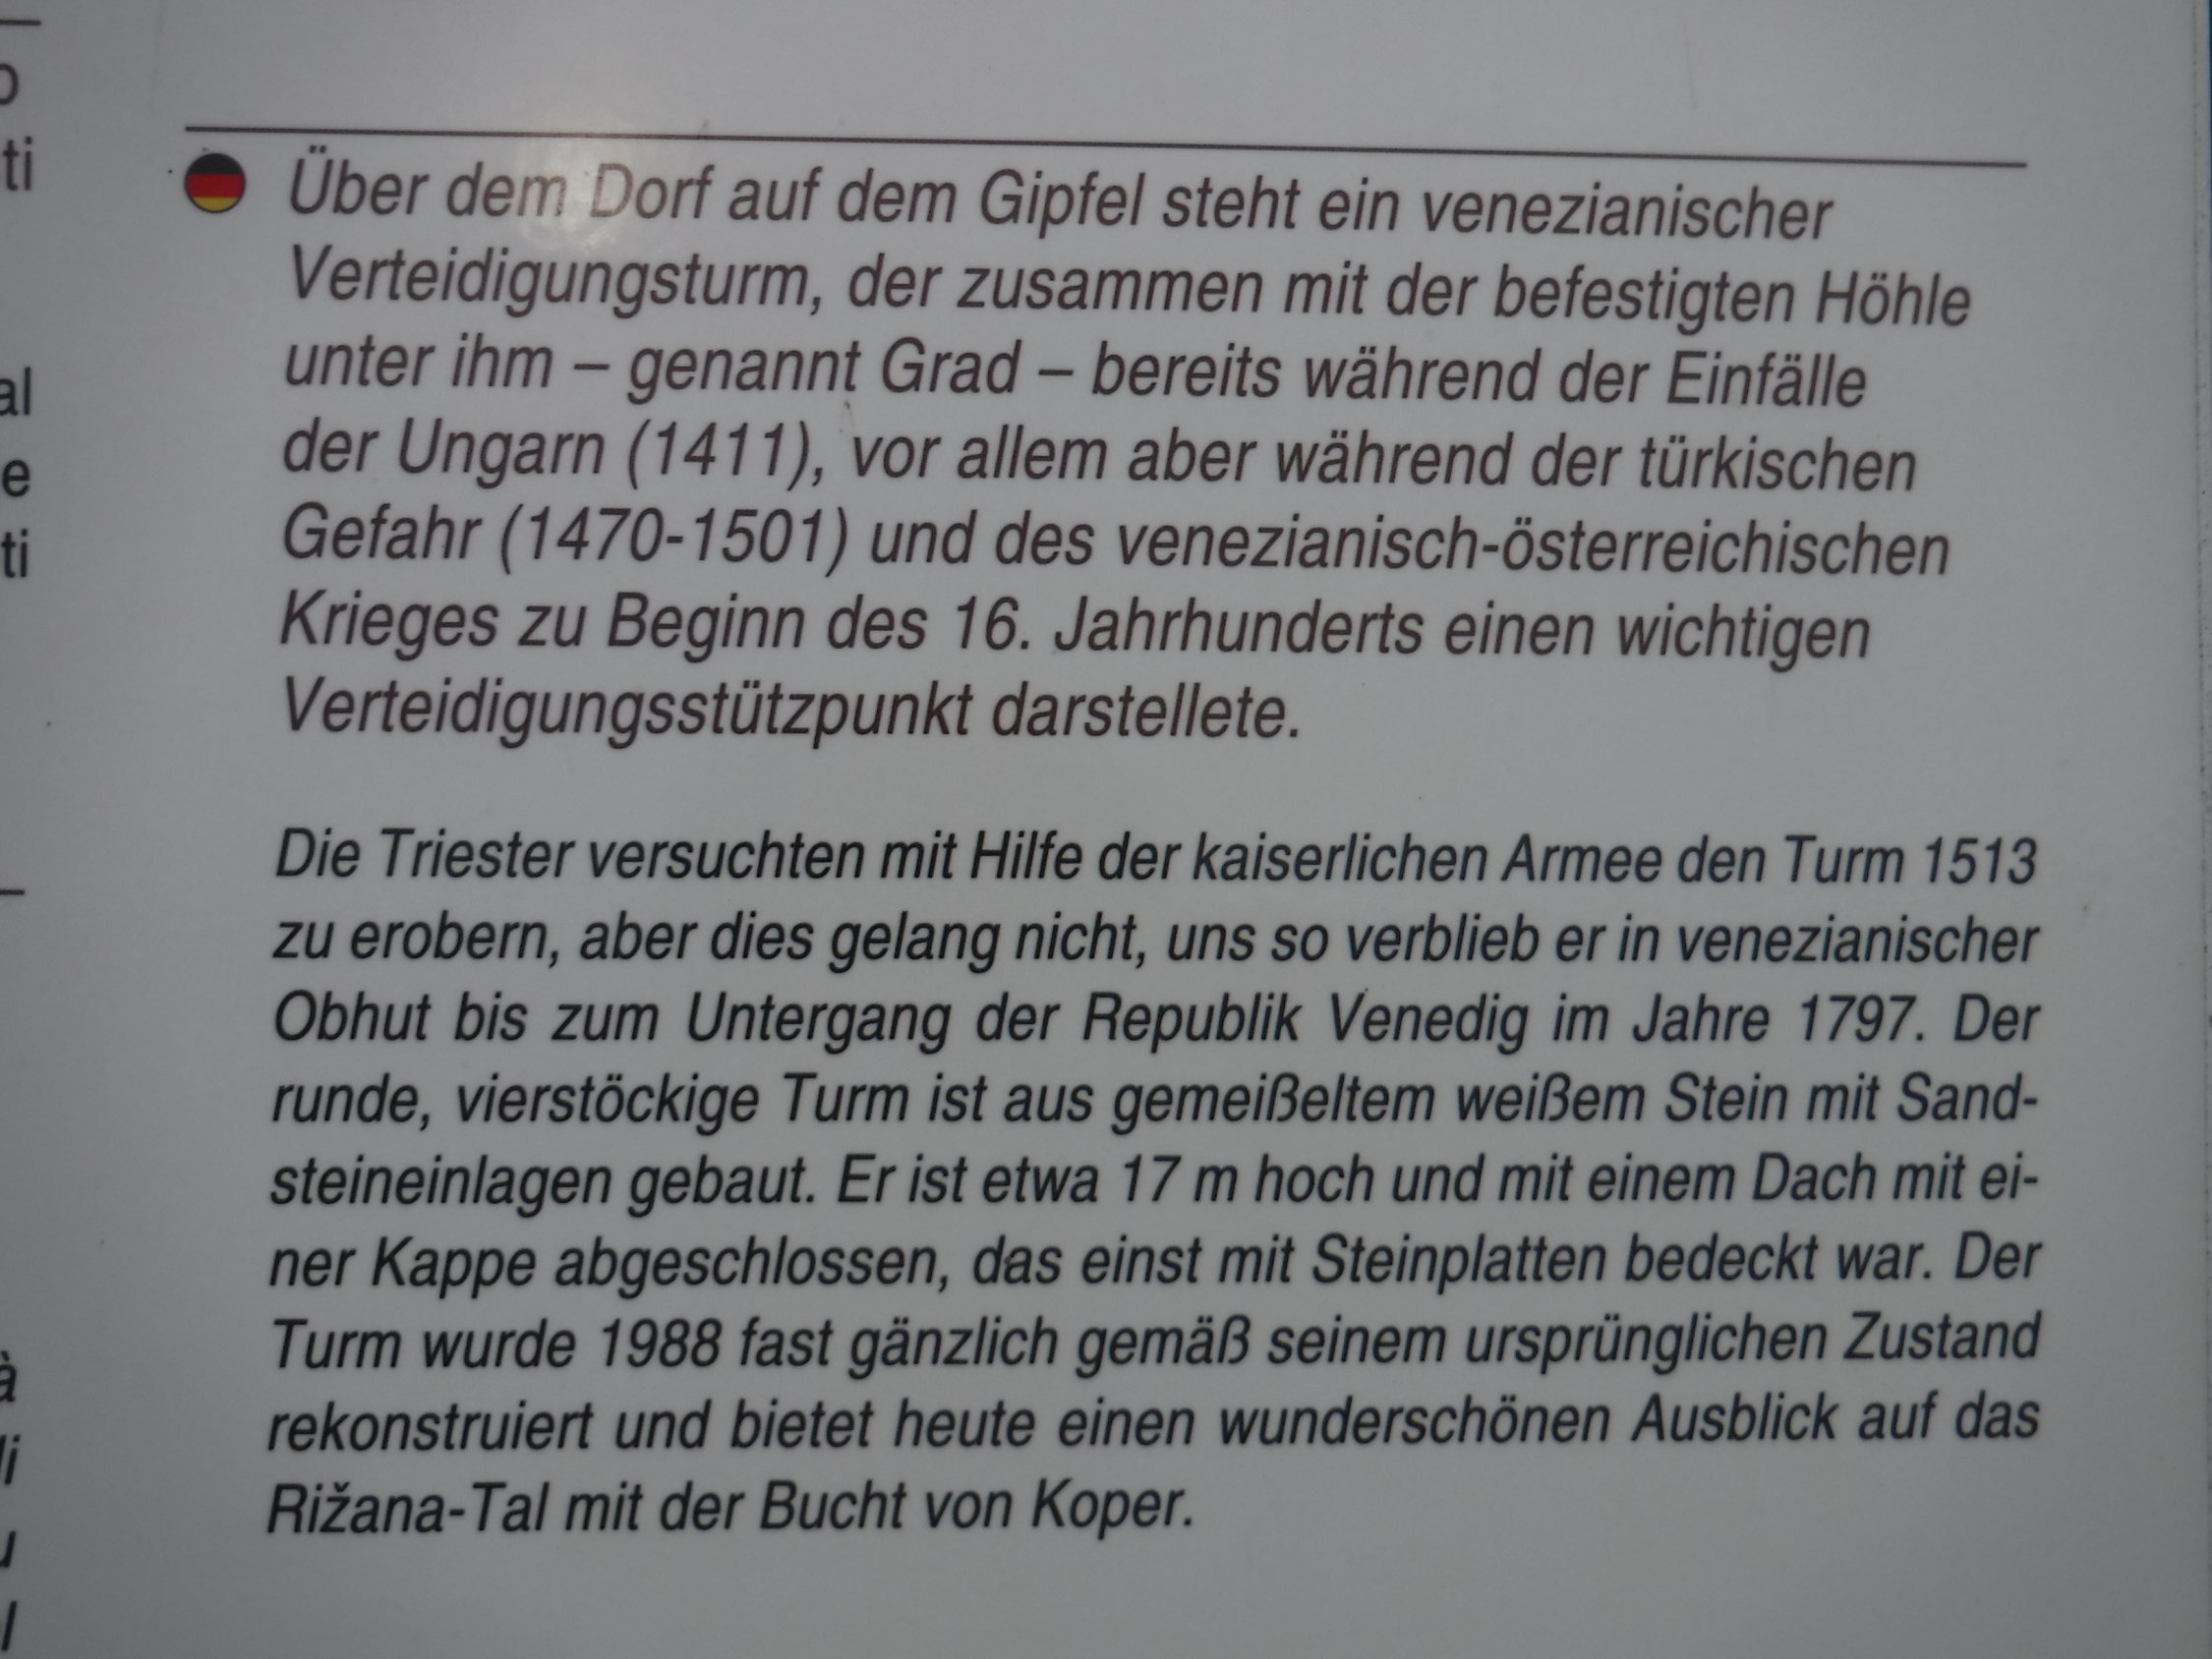 Über dem Dorf auf dem Gipfel steht ein venezianischer
Verteidigungsturm, der zusammen mit der befestigten Höhle
unter ihm – genannt Grad – bereits während der Einfälle
der Ungarn (1411), vor allem aber während der türkischen
Gefahr (1470-1501) und des venezianisch-österreichischen
Krieges zu Beginn des 16. Jahrhunderts einen wichtigen
Verteidigungsstützpunkt darstellete.
Die Triester versuchten mit Hilfe der kaiserlichen Armee den Turm 1513
zu erobern, aber dies gelang nicht, uns so verblieb er in venezianischer
Obhut bis zum Untergang der Republik Venedig im Jahre 1797. Der
runde, vierstöckige Turm ist aus gemeißeltem weißem Stein mit Sand-
steineinlagen gebaut. Er ist etwa 17 m hoch und mit einem Dach mit ei-
ner Kappe abgeschlossen, das einst mit Steinplatten bedeckt war. Der
Turm wurde 1988 fast gänzlich gemäß seinem ursprünglichen Zustand
rekonstruiert und bietet heute einen wunderschönen Ausblick auf das
Rižana-Tal mit der Bucht von Koper.